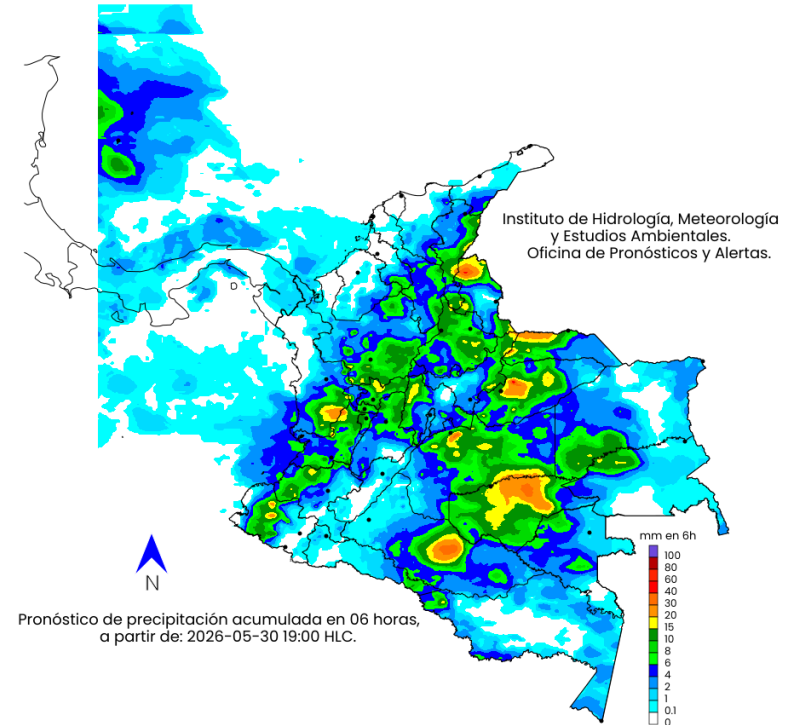 Instituto de Hidrología, Meteorología
y Estudios Ambientales.
Oficina de Pronósticos y Alertas.
mm en 6h
100
80
60
40
30
20
15
10
8
6
4
2
1
0.1
0
N
Pronóstico de precipitación acumulada en 06 horas,
a partir de: 2026-05-30 19:00 HLC.